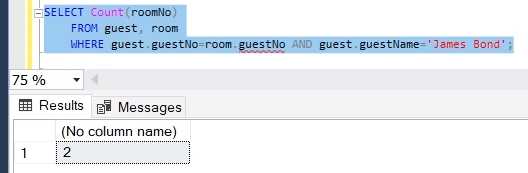 SELECT Count(roomNo)
FROM guest, room
WHERE guest.guestNo=room.guestNo AND guest.guestName='James Bond';
75 %
Results Messages
(No column name)
1 2